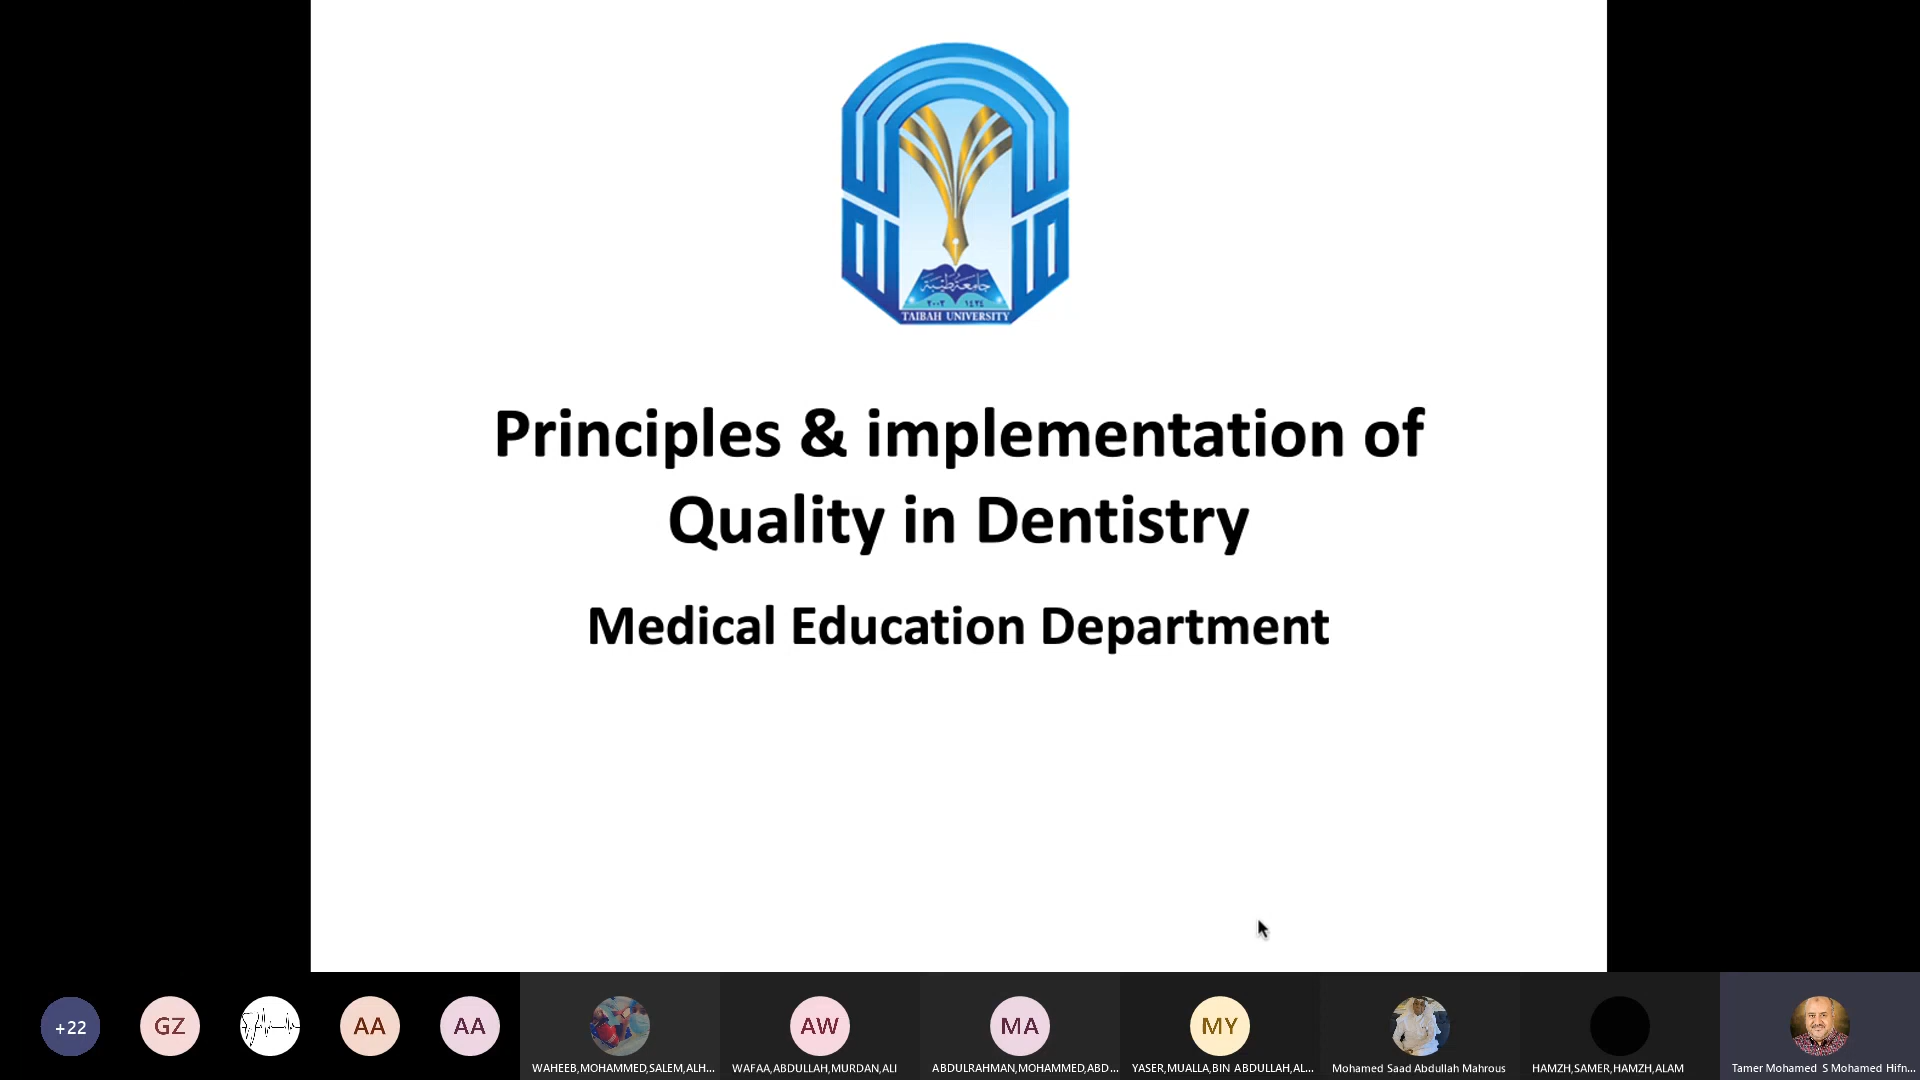 جامعة طيبة
٢٠٠٣ ١٤٢٤
TAIBAH UNIVERSITY
Principles & implementation of
Quality in Dentistry
Medical Education Department
+22
GZ
AA
AA
AW
MA
MY
WAHEEB,MOHAMMED,SALEM,ALH...
WAFAA,ABDULLAH,MURDAN,ALI
ABDULRAHMAN,MOHAMMED,ABD...
YASER,MUALLA,BIN ABDULLAH,AL...
Mohamed Saad Abdullah Mahrous
HAMZH,SAMER,HAMZH,ALAM
Tamer Mohamed S Mohamed Hifn...